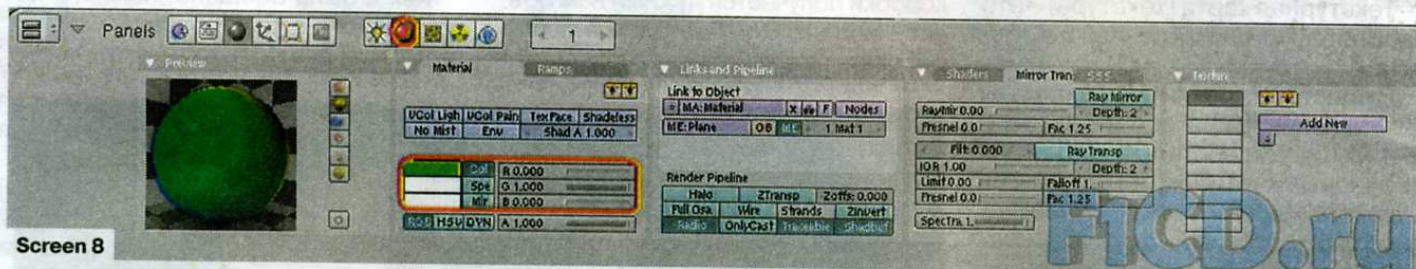 Panels
1
Preview
Material Ramps
VCol Ligh VCol Pain TexFace Shadeless
No Mist Env Shad A 1.000
Col R 0.000
Spe G 1.000
Mir B 0.000
RGB HSV DYN A 1.000
Links and Pipeline
Link to Object
MA:Material X F Nodes
ME:Plane OB ME 1 Mat 1
Render Pipeline
Halo ZTransp Zoffs: 0.000
Full Osa Wire Strands Zinvert
Radio OnlyCast Traceable Shadbuf
Shaders Mirror Tran SSS
Ray Mirror
RayMir 0.00 Depth: 2
Fresnel 0.0 Fac 1.25
Filt: 0.000 Ray Transp
IOR 1.00 Depth: 2
Limit 0.00 Falloff 1.
Fresnel 0.0 Fac 1.25
SpecTra 1.
Texture
Add New
F1CD.ru
Screen 8